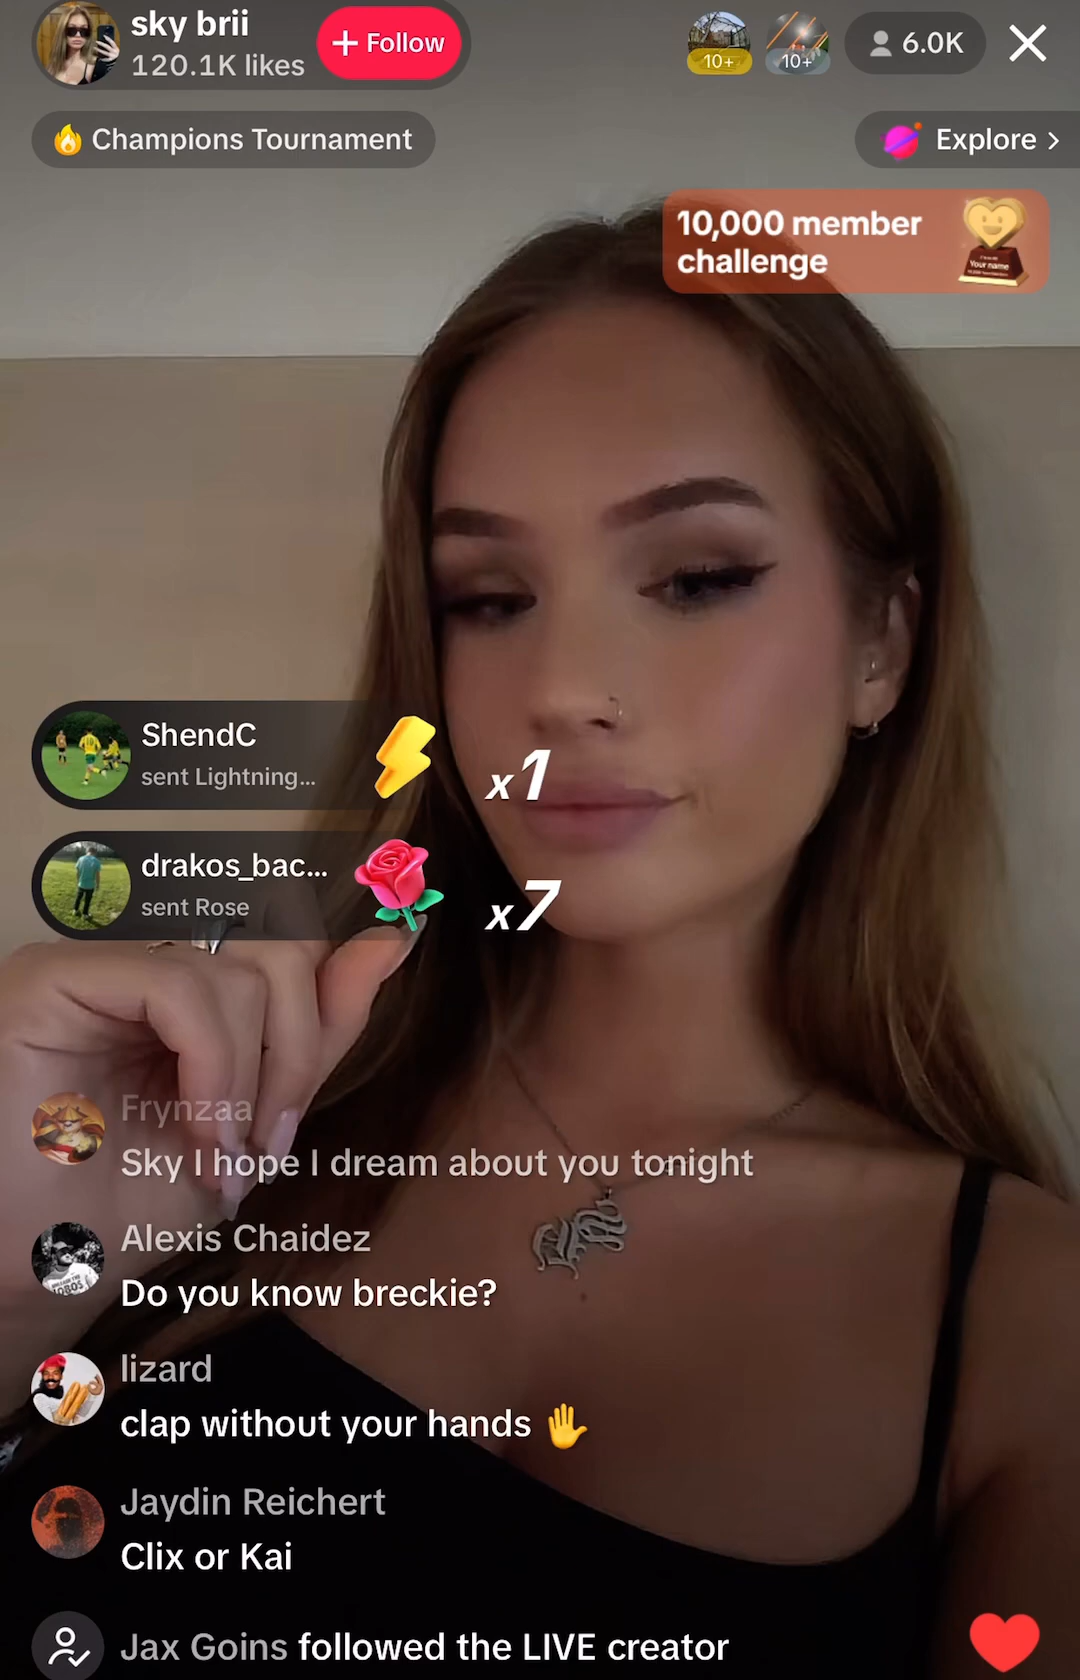 sky brii
120.1K likes
+ Follow
10+
10+
6.0K
Champions Tournament
Explore >
10,000 member
challenge
Your name
ShendC
sent Lightning...
x1
drakos_bac...
sent Rose
x7
Frynzaa
Sky I hope I dream about you tonight
Alexis Chaidez
Do you know breckie?
lizard
clap without your hands ✋
Jaydin Reichert
Clix or Kai
Jax Goins followed the LIVE creator